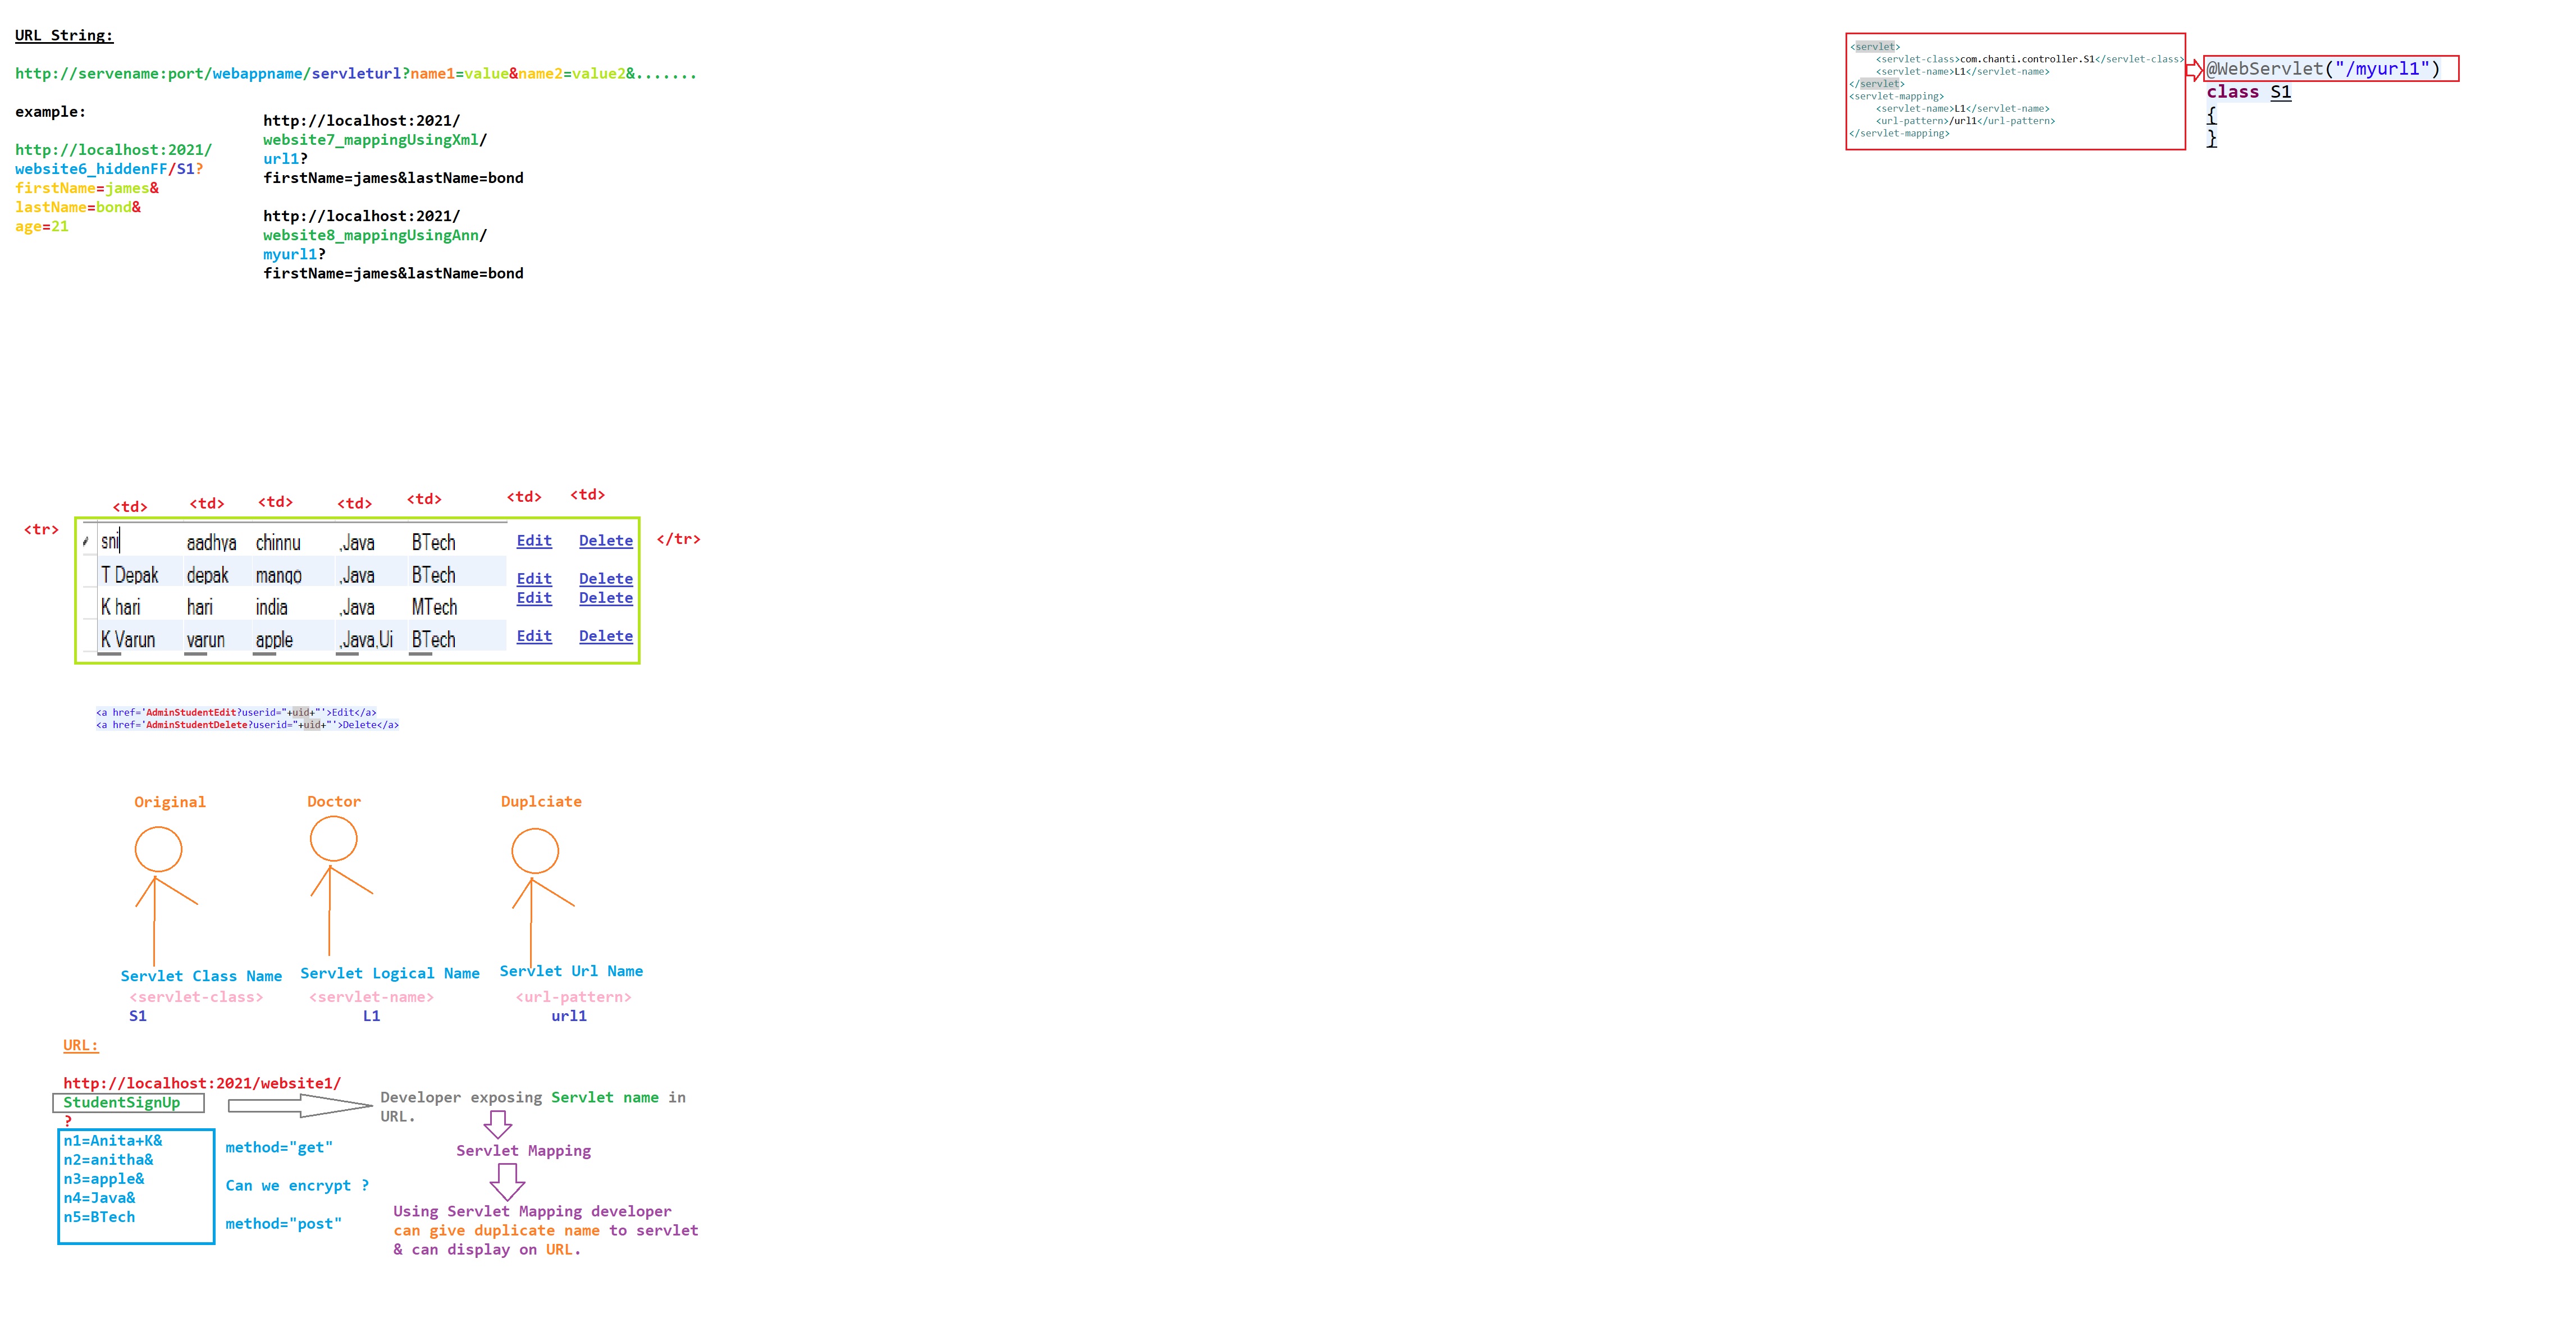 URL String:
http://servename:port/webappname/servleturl?name1=value&name2=value2&.......
example:
http://localhost:2021/
website6_hiddenFF/S1?
firstName=james&
lastName=bond&
age=21
http://localhost:2021/
website7_mappingUsingXml/
url1?
firstName=james&lastName=bond
http://localhost:2021/
website8_mappingUsingAnn/
myurl1?
firstName=james&lastName=bond
<servlet>
<servlet-class>com.chanti.controller.S1</servlet-class>
<servlet-name>L1</servlet-name>
</servlet>
<servlet-mapping>
<servlet-name>L1</servlet-name>
<url-pattern>/url1</url-pattern>
</servlet-mapping>
@WebServlet("/myurl1")
class S1
{
}
<td> <td> <td> <td> <td> <td> <td>
<tr>
sni aadhya chinnu ,Java BTech Edit Delete
</tr>
T Depak depak mango ,Java BTech Edit Delete
K hari hari india ,Java MTech Edit Delete
K Varun varun apple ,Java,Ui BTech Edit Delete
<a href='AdminStudentEdit?userid="+uid+"'>Edit</a>
<a href='AdminStudentDelete?userid="+uid+"'>Delete</a>
Original Doctor Duplciate
Servlet Class Name Servlet Logical Name Servlet Url Name
<servlet-class> <servlet-name> <url-pattern>
S1 L1 url1
URL:
http://localhost:2021/website1/
StudentSignUp
?
n1=Anita+K&
n2=anitha&
n3=apple&
n4=Java&
n5=BTech
method="get"
Can we encrypt ?
method="post"
Developer exposing Servlet name in
URL.
Servlet Mapping
Using Servlet Mapping developer
can give duplicate name to servlet
& can display on URL.